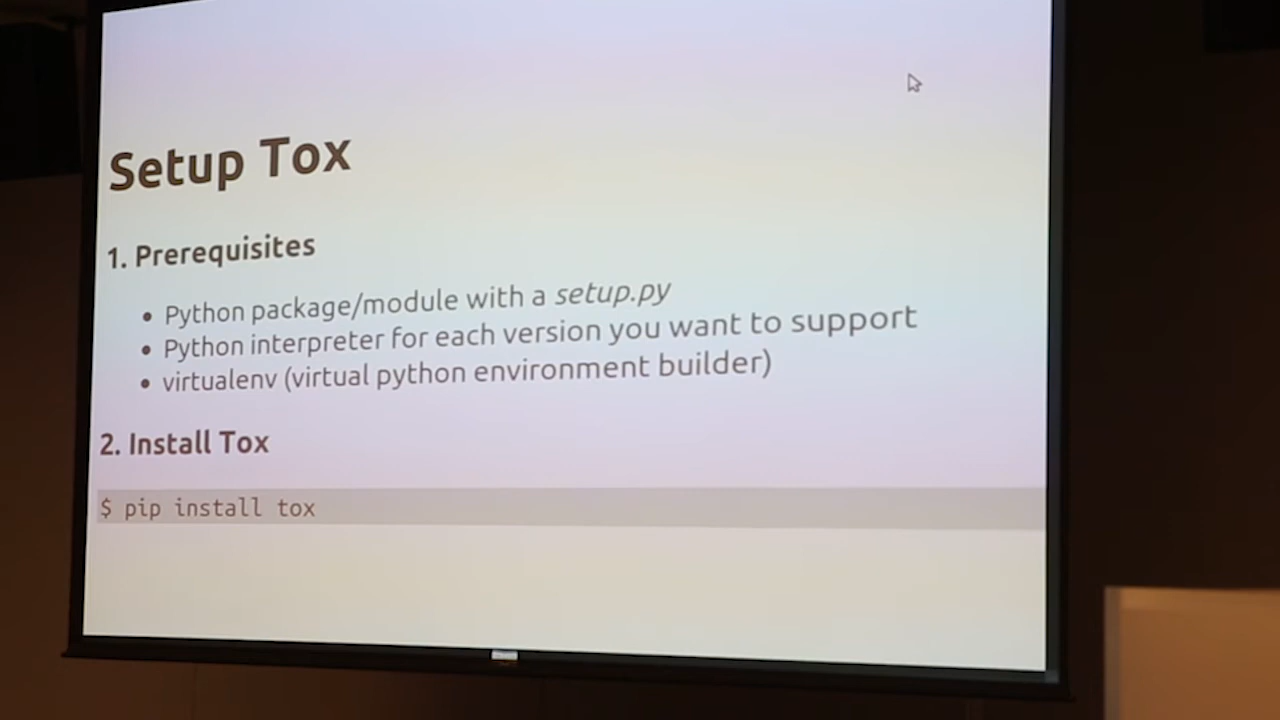 Setup Tox
1. Prerequisites
• Python package/module with a setup.py
• Python interpreter for each version you want to support
• virtualenv (virtual python environment builder)
2. Install Tox
$ pip install tox